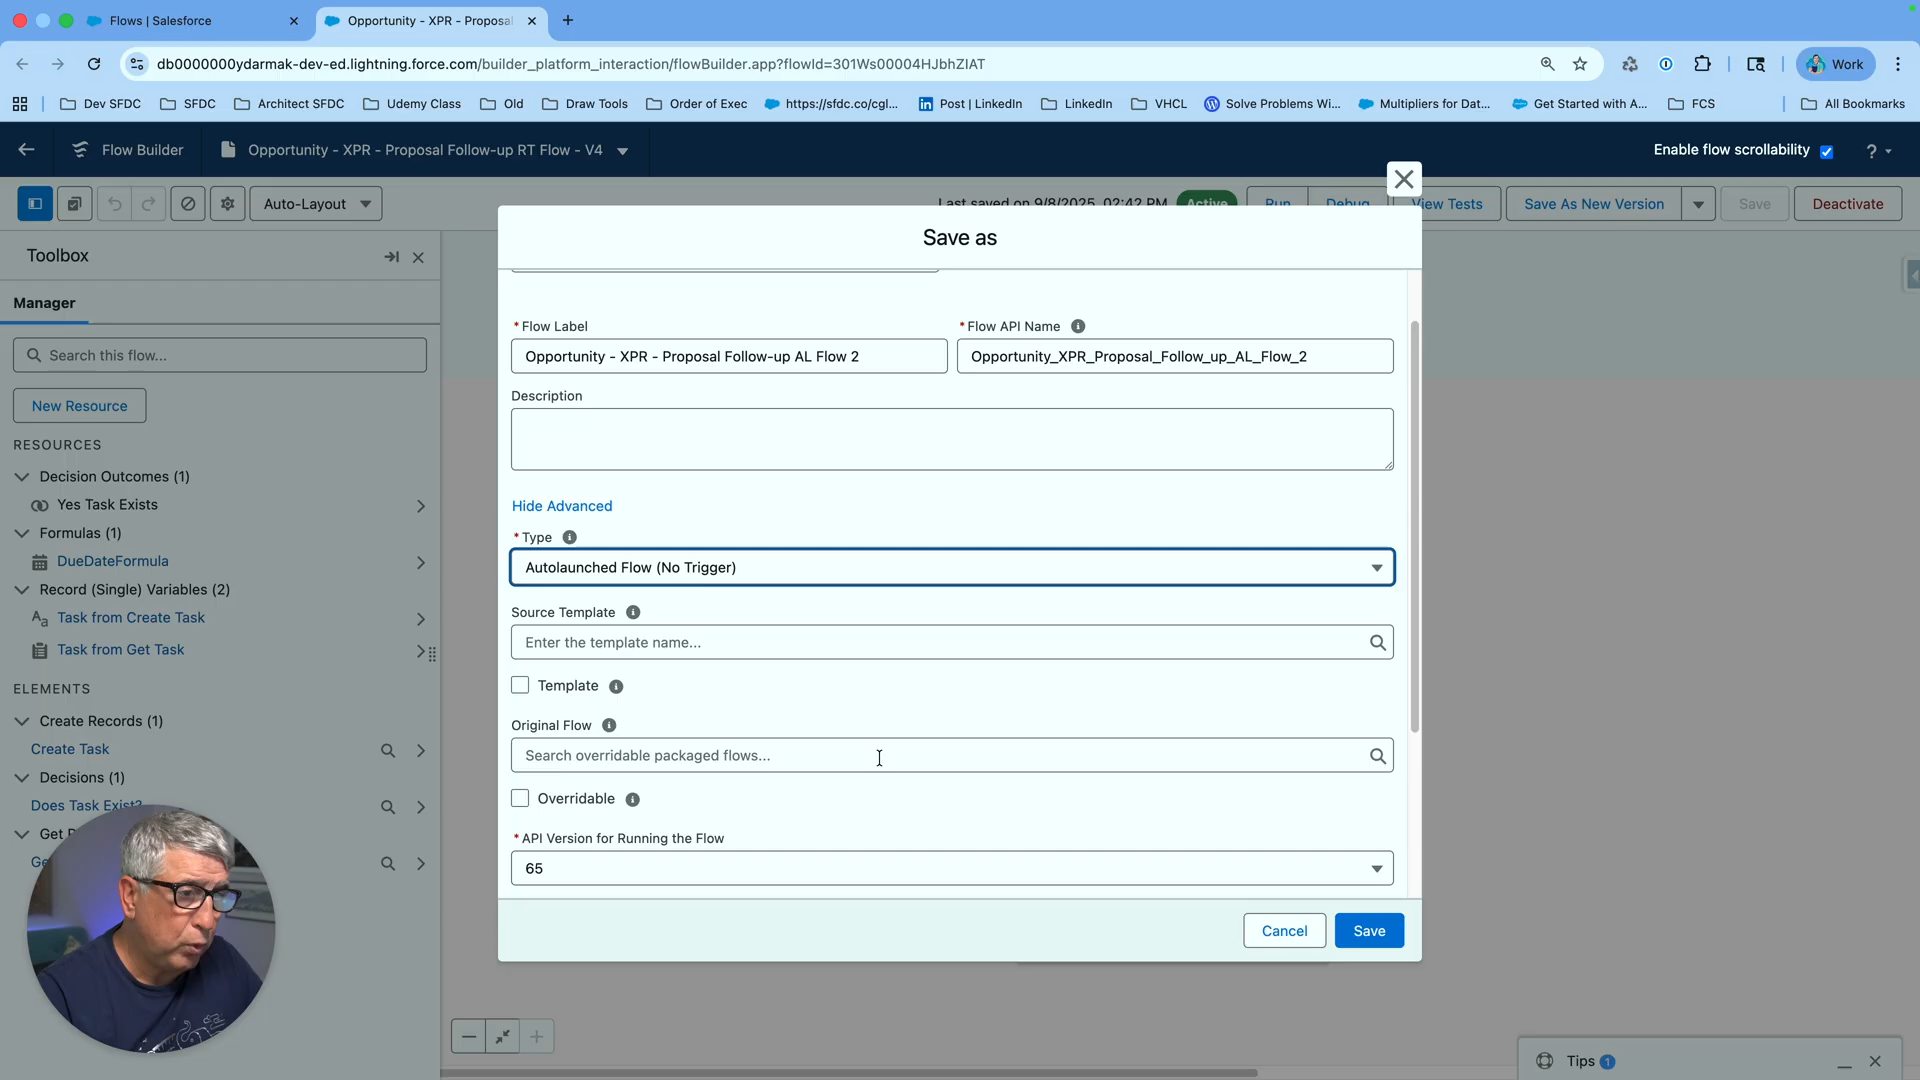 Flows | Salesforce
Opportunity - XPR - Proposal
db0000000ydarmak-dev-ed.lightning.force.com/builder_platform_interaction/flowBuilder.app?flowId=301Ws00004HJbhZIAT
Work
Dev SFDC
SFDC
Architect SFDC
Udemy Class
Old
Draw Tools
Order of Exec
https://sfdc.co/cgl...
Post | LinkedIn
LinkedIn
VHCL
Solve Problems Wi...
Multipliers for Dat...
Get Started with A...
FCS
All Bookmarks
Flow Builder
Opportunity - XPR - Proposal Follow-up RT Flow - V4
Enable flow scrollability
?
Auto-Layout
Last saved on 9/8/2025, 02:42 PM
Active
Run
Debug
View Tests
Save As New Version
Save
Deactivate
Toolbox
Manager
Search this flow...
New Resource
RESOURCES
Decision Outcomes (1)
Yes Task Exists
Formulas (1)
DueDateFormula
Record (Single) Variables (2)
Task from Create Task
Task from Get Task
ELEMENTS
Create Records (1)
Create Task
Decisions (1)
Does Task Exist?
Save as
* Flow Label
Opportunity - XPR - Proposal Follow-up AL Flow 2
* Flow API Name
Opportunity_XPR_Proposal_Follow_up_AL_Flow_2
Description
Hide Advanced
* Type
Autolaunched Flow (No Trigger)
Source Template
Enter the template name...
Template
Original Flow
Search overridable packaged flows...
Overridable
* API Version for Running the Flow
65
Cancel
Save
Tips 1